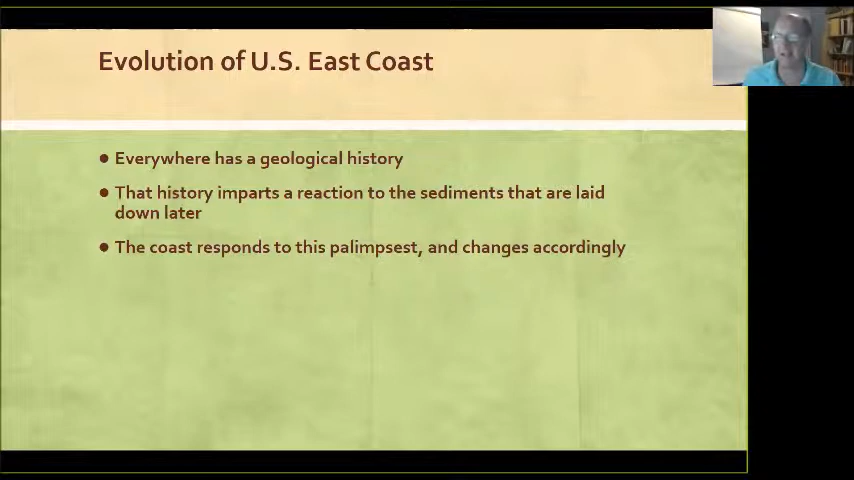 Evolution of U.S. East Coast
● Everywhere has a geological history
● That history imparts a reaction to the sediments that are laid
down later
● The coast responds to this palimpsest, and changes accordingly